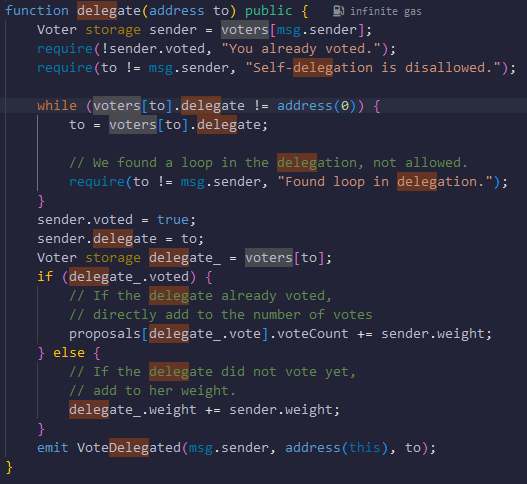 function delegate(address to) public { infinite gas
    Voter storage sender = voters[msg.sender];
    require(!sender.voted, "You already voted.");
    require(to != msg.sender, "Self-delegation is disallowed.");

    while (voters[to].delegate != address(0)) {
        to = voters[to].delegate;

        // We found a loop in the delegation, not allowed.
        require(to != msg.sender, "Found loop in delegation.");
    }
    sender.voted = true;
    sender.delegate = to;
    Voter storage delegate_ = voters[to];
    if (delegate_.voted) {
        // If the delegate already voted,
        // directly add to the number of votes
        proposals[delegate_.vote].voteCount += sender.weight;
    } else {
        // If the delegate did not vote yet,
        // add to her weight.
        delegate_.weight += sender.weight;
    }
    emit VoteDelegated(msg.sender, address(this), to);
}